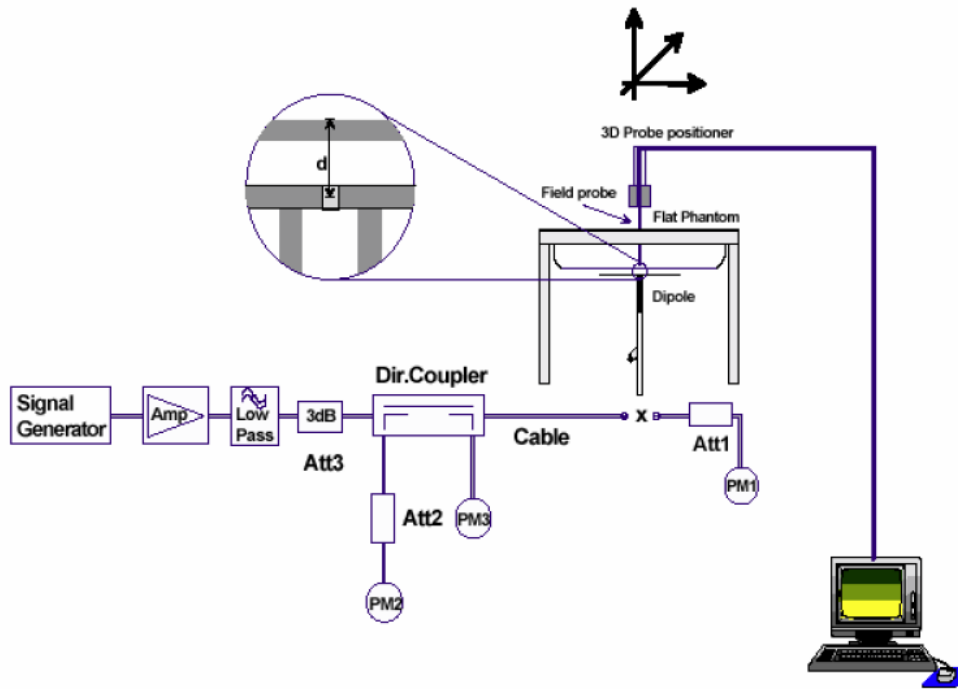 3D Probe positioner
d
Field probe
Flat Phantom
Dipole
Dir.Coupler
Signal
Generator
Amp
Low
Pass
3dB
Att3
Cable
x
Att1
PM1
Att2
PM3
PM2